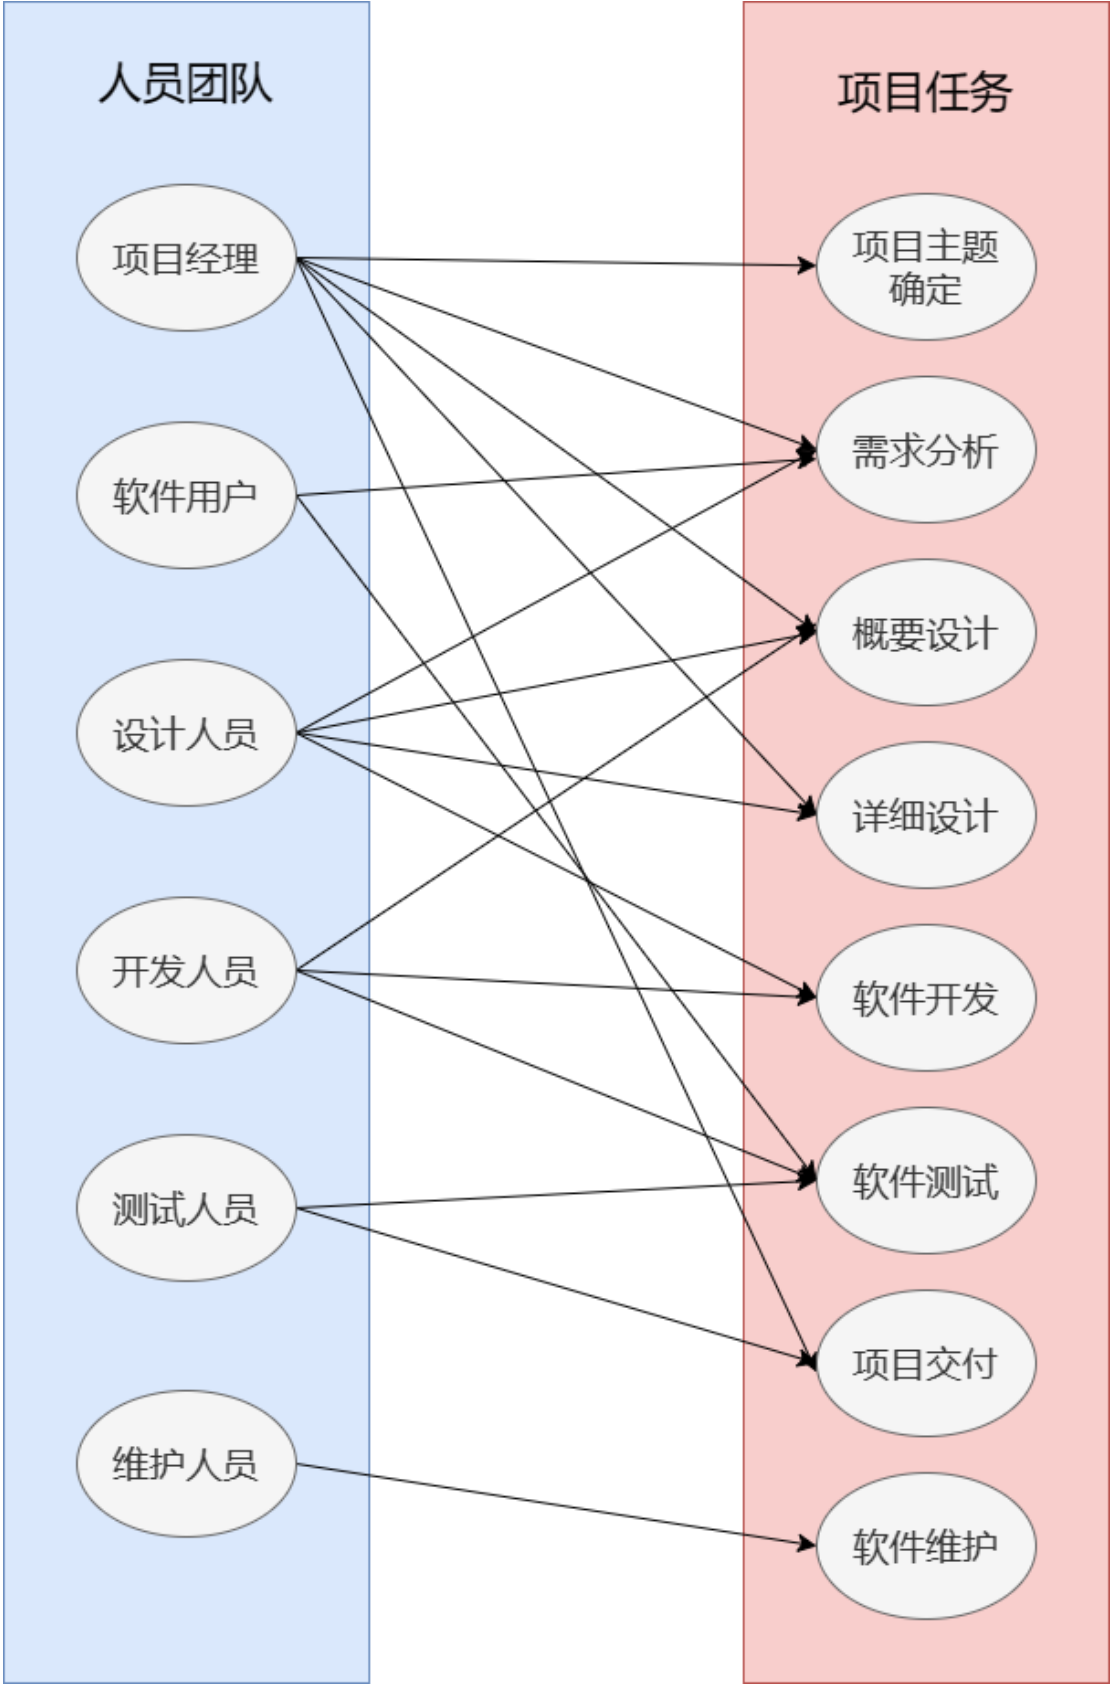 人员团队
项目经理
软件用户
设计人员
开发人员
测试人员
维护人员
项目任务
项目主题
确定
需求分析
概要设计
详细设计
软件开发
软件测试
项目交付
软件维护